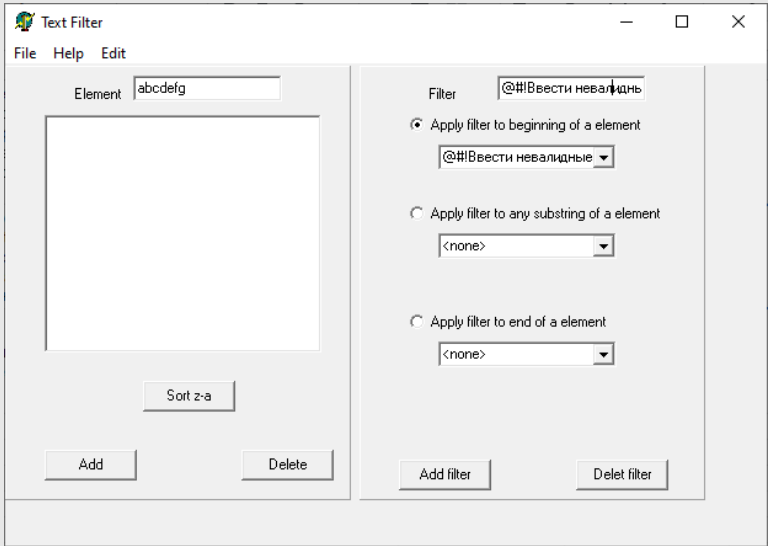 Text Filter
File Help Edit
Element abcdefg
Sort z-a
Add Delete
Filter @#!Ввести невалиднь
Apply filter to beginning of a element
@#!Ввести невалидные
Apply filter to any substring of a element
<none>
Apply filter to end of a element
<none>
Add filter Delet filter